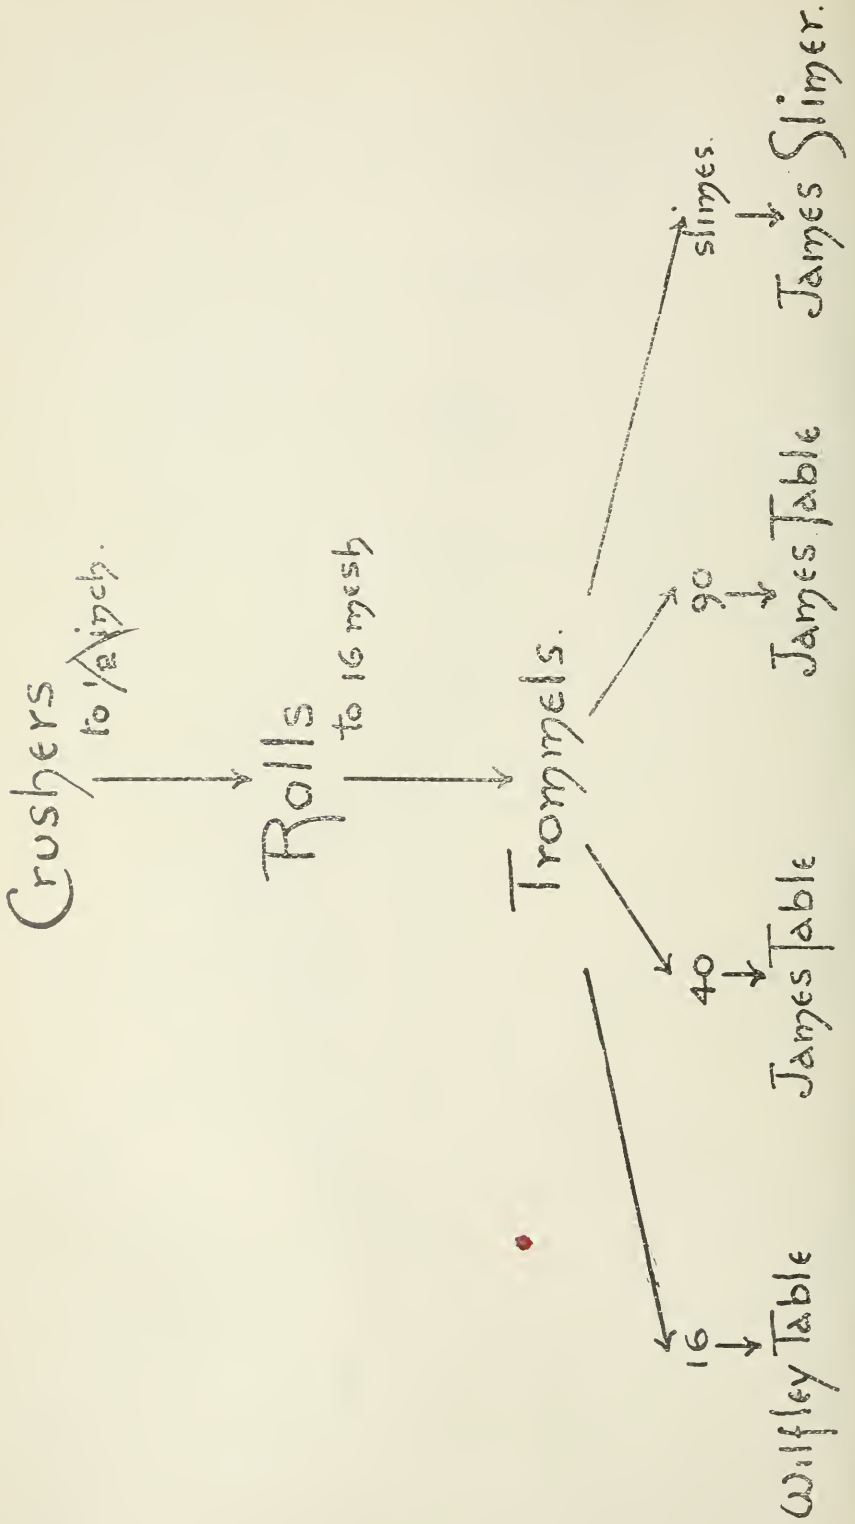 Crushers
to 1/2 inch.
Rolls
to 16 mesh
Trommels.
16 40 90 slimes.
Wilfley Table James Table James Table James Slimer.